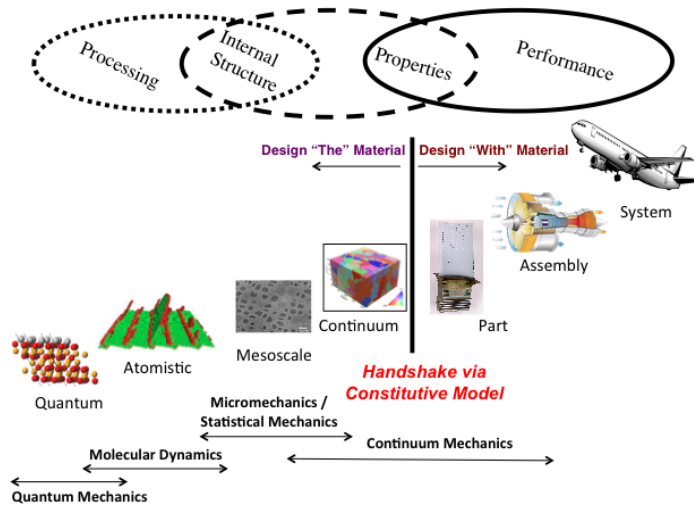 Processing
Internal
Structure
Properties
Performance
Design “The” Material
Design “With” Material
System
Assembly
Part
Continuum
Mesoscale
Atomistic
Quantum
Handshake via
Constitutive Model
Micromechanics /
Statistical Mechanics
Continuum Mechanics
Molecular Dynamics
Quantum Mechanics